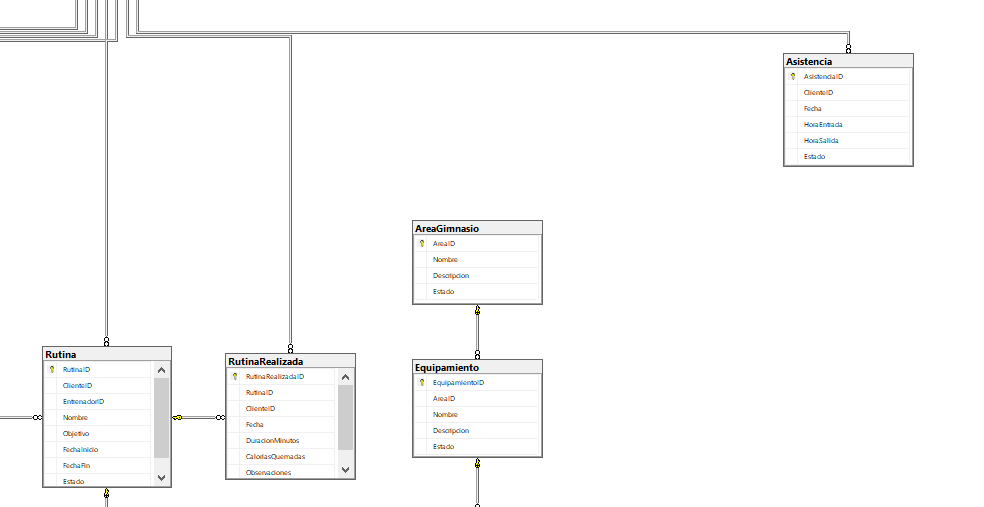 Asistencia
AsistenciaID
ClienteID
Fecha
HoraEntrada
HoraSalida
Estado
AreaGimnasio
AreaID
Nombre
Descripcion
Estado
Rutina
RutinaID
ClienteID
EntrenadorID
Nombre
Objetivo
FechaInicio
FechaFin
Estado
RutinaRealizada
RutinaRealizadaID
RutinaID
ClienteID
Fecha
DuracionMinutos
CaloriasQuemadas
Observaciones
Equipamiento
EquipamientoID
AreaID
Nombre
Descripcion
Estado